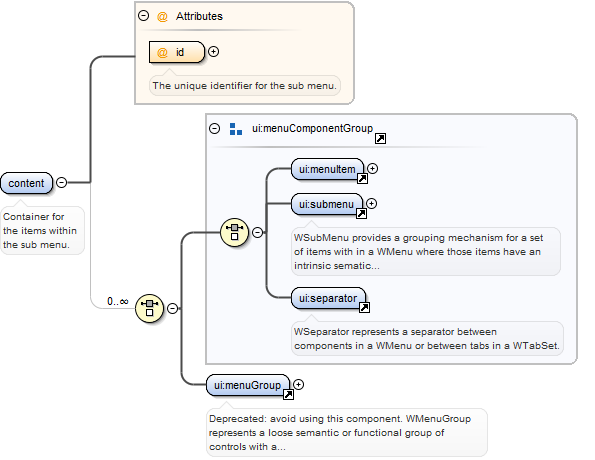 @ Attributes
@ id
The unique identifier for the sub menu.
ui:menuComponentGroup
content
Container for
the items within
the sub menu.
0..∞
ui:menuItem
ui:submenu
WSubMenu provides a grouping mechanism for a set
of items with in a WMenu where those items have an
intrinsic sematic...
ui:separator
WSeparator represents a separator between
components in a WMenu or between tabs in a WTabSet.
ui:menuGroup
Deprecated: avoid using this component. WMenuGroup
represents a loose semantic or functional group of
controls with a...